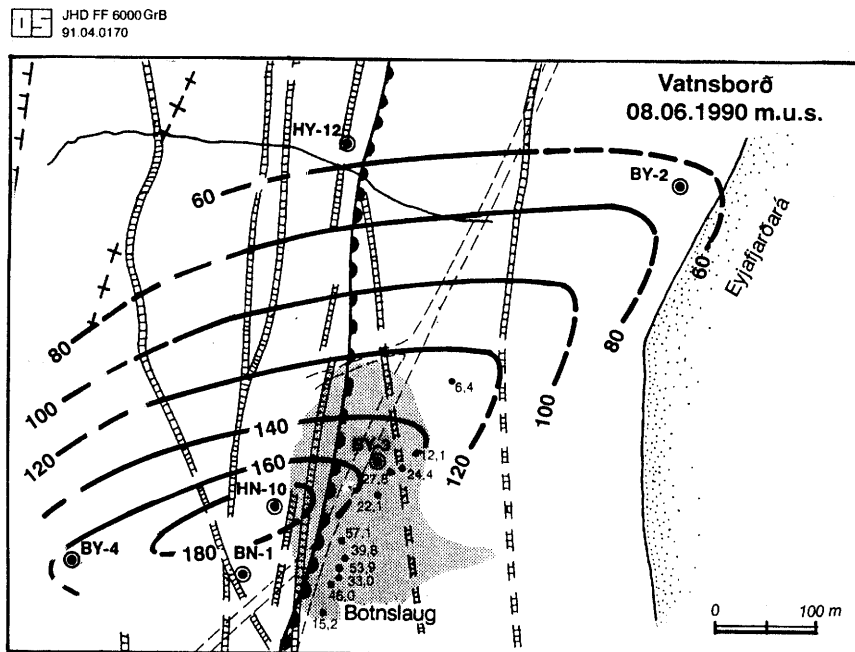 OS JHD FF 6000 GrB
91.04.0170
Vatnsborð
08.06.1990 m.u.s.
HY-12
BY-2
60
60
Eyjafjarðará
80
80
100
100
6,4
120
120
140
BY-3
12,1
160
27,8
24,4
HN-10
22,1
57,1
BY-4
180
BN-1
39,8
53,9
33,0
46,0
Botnslaug
15,2
0 100 m